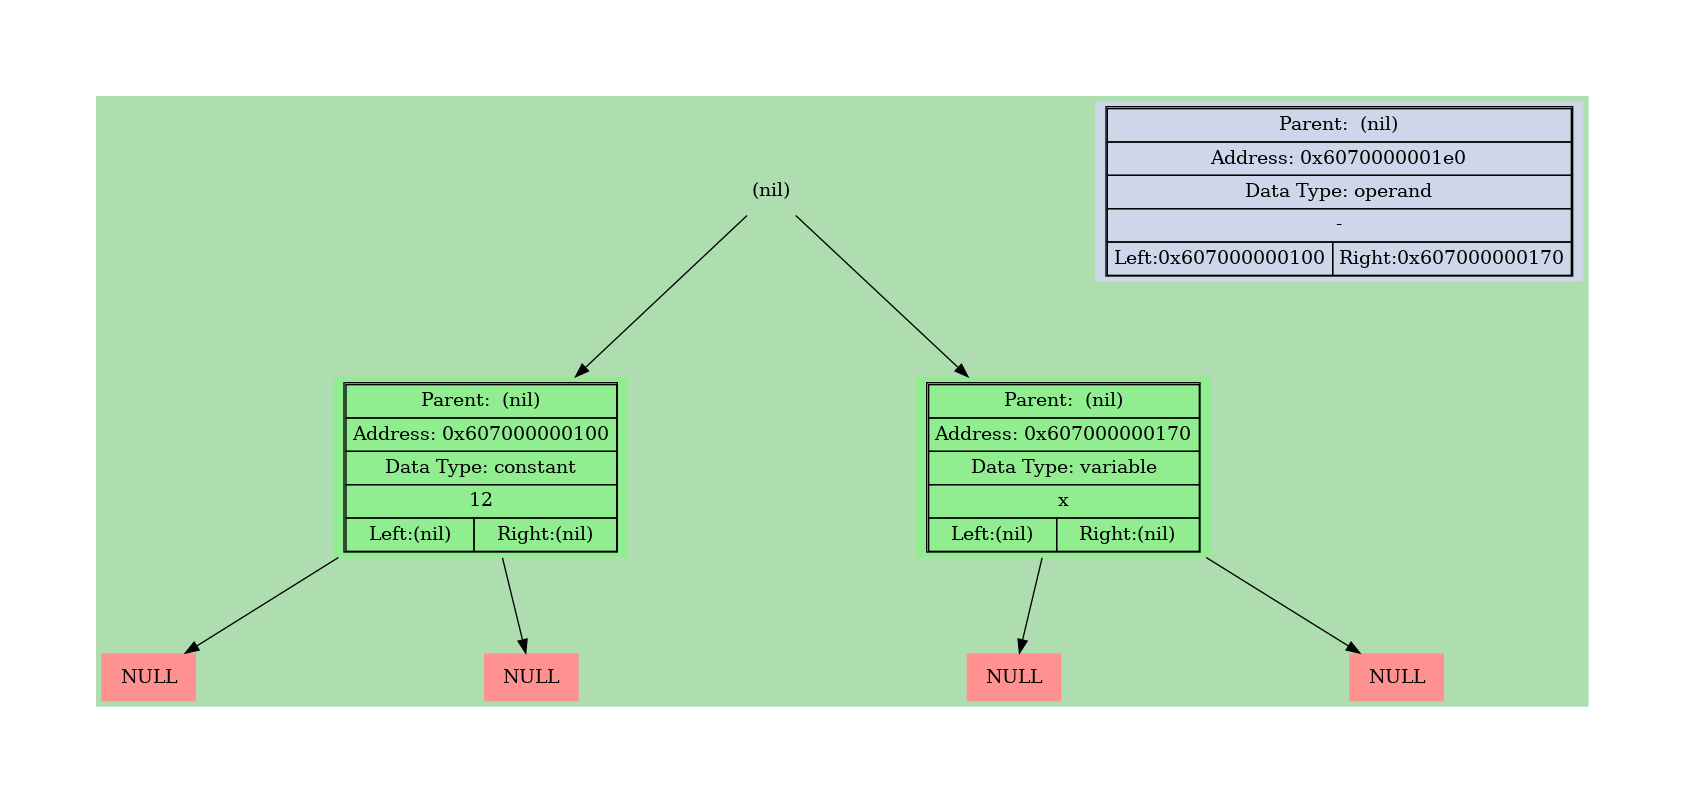 Parent:  (nil)
Address: 0x6070000001e0
Data Type: operand
-
Left:0x607000000100 Right:0x607000000170
(nil)
Parent:  (nil)
Address: 0x607000000100
Data Type: constant
12
Left:(nil) Right:(nil)
Parent:  (nil)
Address: 0x607000000170
Data Type: variable
x
Left:(nil) Right:(nil)
NULL
NULL
NULL
NULL